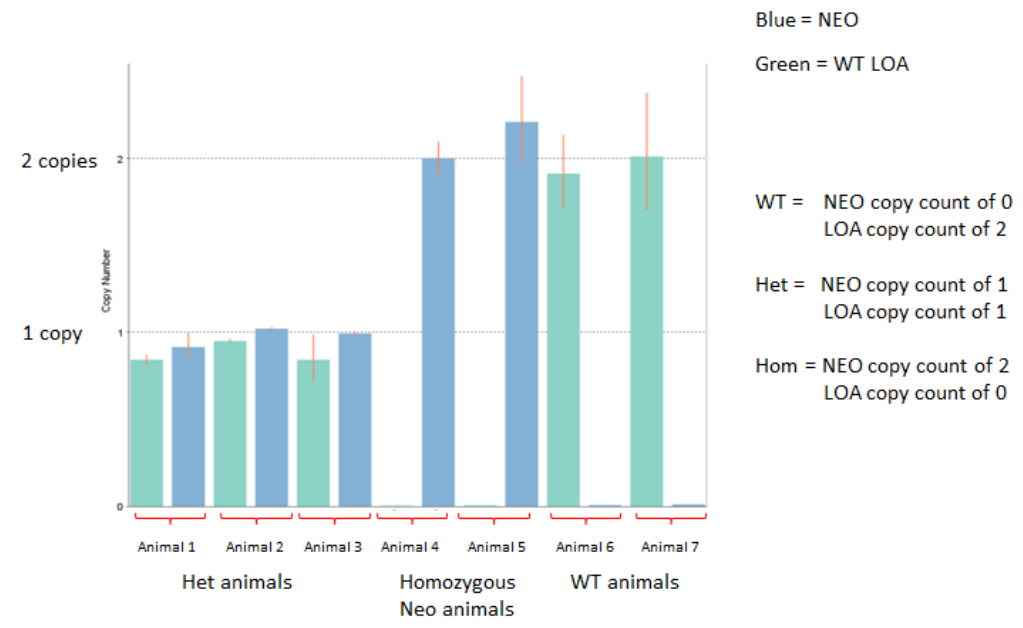 Blue = NEO
Green = WT LOA
2 copies
2
Copy Number
1 copy
1
0
WT = NEO copy count of 0
LOA copy count of 2
Het = NEO copy count of 1
LOA copy count of 1
Hom = NEO copy count of 2
LOA copy count of 0
Animal 1 Animal 2 Animal 3 Animal 4 Animal 5 Animal 6 Animal 7
Het animals
Homozygous
Neo animals
WT animals